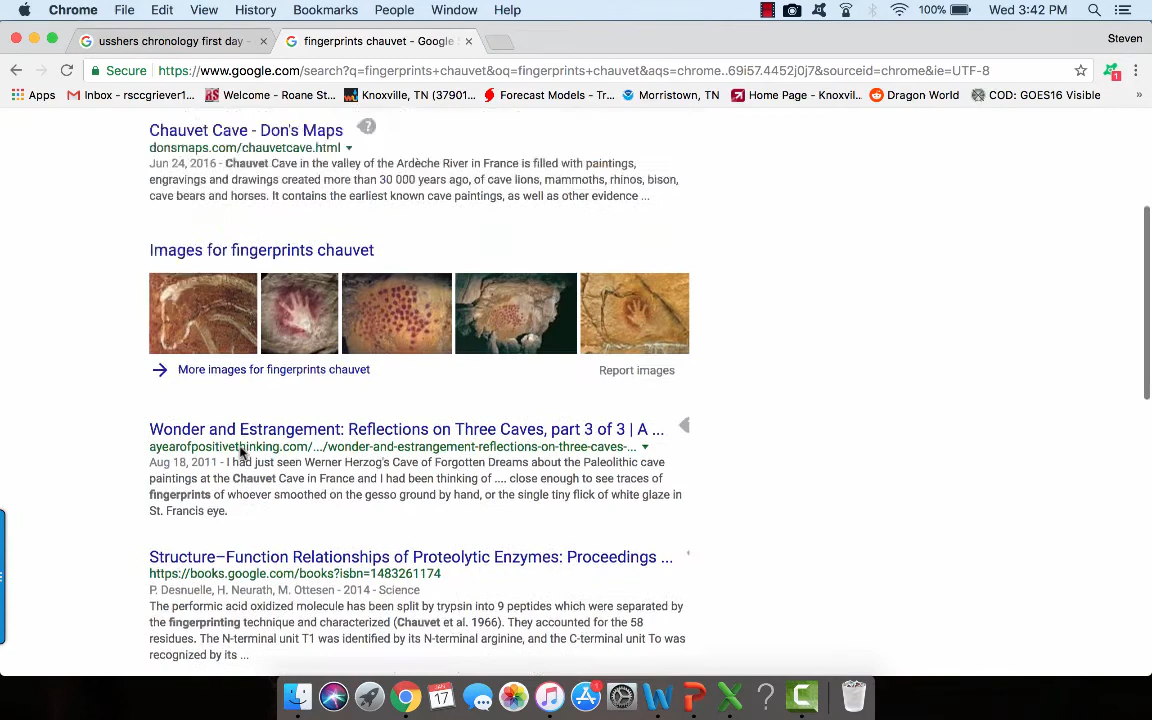 Chrome File Edit View History Bookmarks People Window Help 100% Wed 3:42 PM
usshers chronology first day - fingerprints chauvet - Google S Steven
Secure https://www.google.com/search?q=fingerprints+chauvet&oq=fingerprints+chauvet&aqs=chrome..69i57.4452j0j7&sourceid=chrome&ie=UTF-8 1
Apps Inbox - rsccgriever1... Welcome - Roane St... Knoxville, TN (37901... Forecast Models - Tr... Morristown, TN Home Page - Knoxvil... Dragon World COD: GOES16 Visible »
Chauvet Cave - Don's Maps ?
donsmaps.com/chauvetcave.html
Jun 24, 2016 - Chauvet Cave in the valley of the Ardèche River in France is filled with paintings,
engravings and drawings created more than 30 000 years ago, of cave lions, mammoths, rhinos, bison,
cave bears and horses. It contains the earliest known cave paintings, as well as other evidence ...
Images for fingerprints chauvet
More images for fingerprints chauvet Report images
Wonder and Estrangement: Reflections on Three Caves, part 3 of 3 | A ...
ayearofpositivethinking.com/.../wonder-and-estrangement-reflections-on-three-caves-...
Aug 18, 2011 - I had just seen Werner Herzog's Cave of Forgotten Dreams about the Paleolithic cave
paintings at the Chauvet Cave in France and I had been thinking of .... close enough to see traces of
fingerprints of whoever smoothed on the gesso ground by hand, or the single tiny flick of white glaze in
St. Francis eye.
Structure–Function Relationships of Proteolytic Enzymes: Proceedings ...
https://books.google.com/books?isbn=1483261174
P. Desnuelle, H. Neurath, M. Ottesen - 2014 - Science
The performic acid oxidized molecule has been split by trypsin into 9 peptides which were separated by
the fingerprinting technique and characterized (Chauvet et al. 1966). They accounted for the 58
residues. The N-terminal unit T1 was identified by its N-terminal arginine, and the C-terminal unit To was
recognized by its ...
JAN
17
1